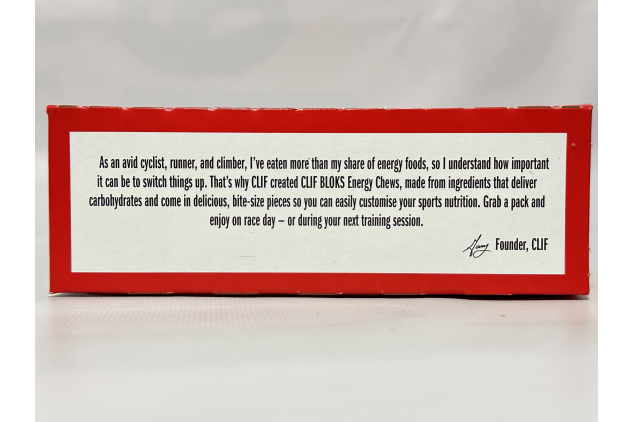 As an avid cyclist, runner, and climber, I've eaten more than my share of energy foods, so I understand how important
it can be to switch things up. That's why CLIF created CLIF BLOKS Energy Chews, made from ingredients that deliver
carbohydrates and come in delicious, bite-size pieces so you can easily customise your sports nutrition. Grab a pack and
enjoy on race day – or during your next training session.
Gary Founder, CLIF